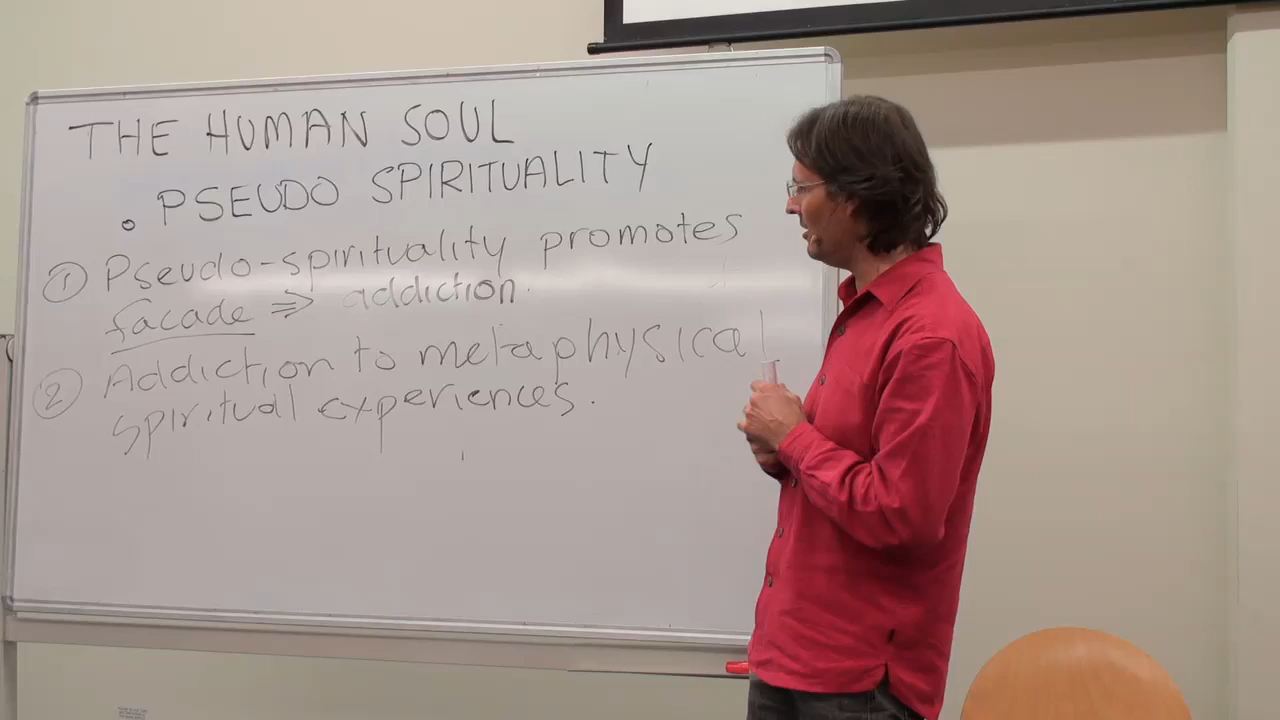 THE HUMAN SOUL
• PSEUDO SPIRITUALITY
① Pseudo-spirituality promotes
facade ⇒ addiction.
② Addiction to metaphysical
spiritual experiences.